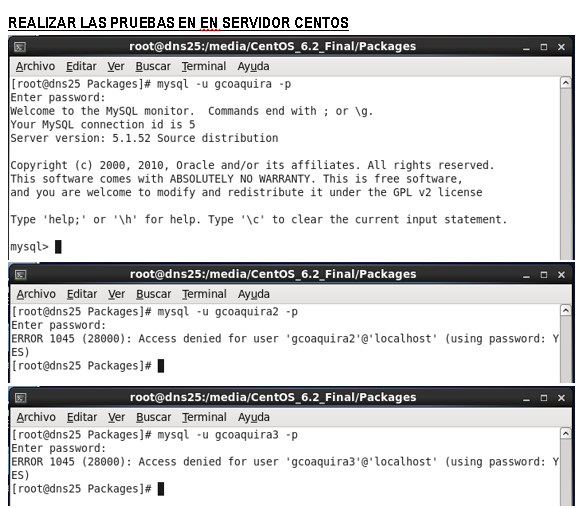 REALIZAR LAS PRUEBAS EN EN SERVIDOR CENTOS
root@dns25:/media/CentOS_6.2_Final/Packages
Archivo Editar Ver Buscar Terminal Ayuda
[root@dns25 Packages]# mysql -u gcoaquira -p
Enter password:
Welcome to the MySQL monitor.  Commands end with ; or \g.
Your MySQL connection id is 5
Server version: 5.1.52 Source distribution
Copyright (c) 2000, 2010, Oracle and/or its affiliates. All rights reserved.
This software comes with ABSOLUTELY NO WARRANTY. This is free software,
and you are welcome to modify and redistribute it under the GPL v2 license
Type 'help;' or '\h' for help. Type '\c' to clear the current input statement.
mysql>
root@dns25:/media/CentOS_6.2_Final/Packages
Archivo Editar Ver Buscar Terminal Ayuda
[root@dns25 Packages]# mysql -u gcoaquira2 -p
Enter password:
ERROR 1045 (28000): Access denied for user 'gcoaquira2'@'localhost' (using password: Y
ES)
[root@dns25 Packages]#
root@dns25:/media/CentOS_6.2_Final/Packages
Archivo Editar Ver Buscar Terminal Ayuda
[root@dns25 Packages]# mysql -u gcoaquira3 -p
Enter password:
ERROR 1045 (28000): Access denied for user 'gcoaquira3'@'localhost' (using password: Y
ES)
[root@dns25 Packages]#